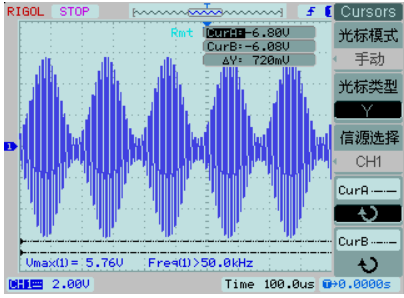 RIGOL STOP
Cursors
Rmt CurA=-6.80V
CurB=-6.08V
ΔY= 720mV
光标模式
手动
光标类型
Y
信源选择
CH1
CurA
CurB
1
Vmax(1)= 5.76V Freq(1)>50.0kHz
CH1 2.00V Time 100.0us 0.0000s